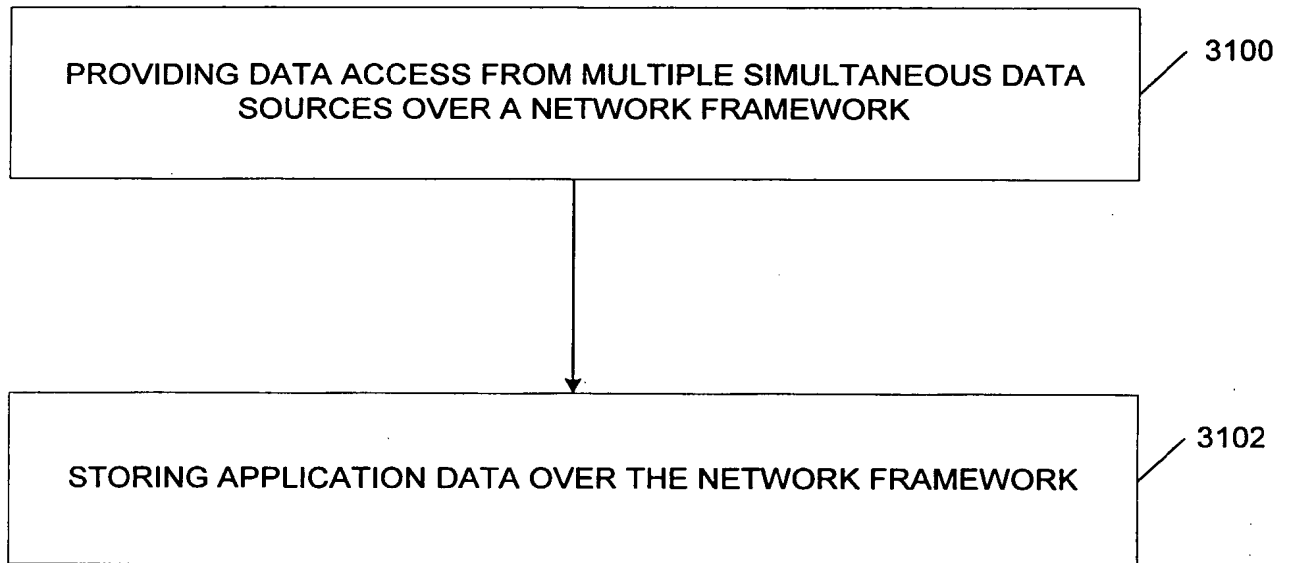 PROVIDING DATA ACCESS FROM MULTIPLE SIMULTANEOUS DATA
SOURCES OVER A NETWORK FRAMEWORK
3100
STORING APPLICATION DATA OVER THE NETWORK FRAMEWORK
3102